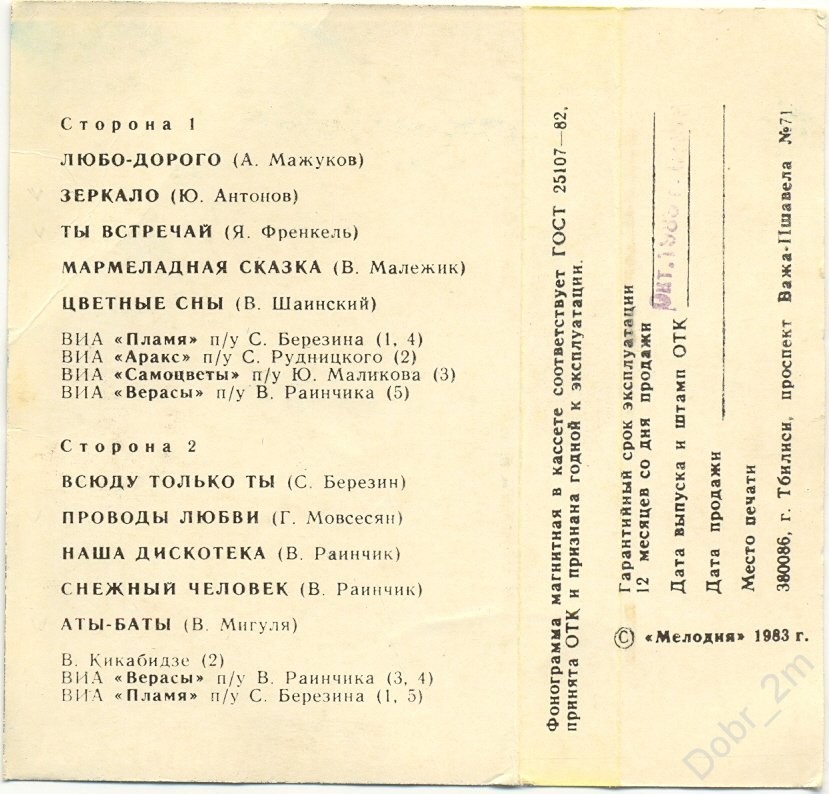 Сторона 1
ЛЮБО-ДОРОГО (А. Мажуков)
ЗЕРКАЛО (Ю. Антонов)
ТЫ ВСТРЕЧАЙ (Я. Френкель)
МАРМЕЛАДНАЯ СКАЗКА (В. Малежик)
ЦВЕТНЫЕ СНЫ (В. Шаинский)
ВИА «Пламя» п/у С. Березина (1, 4)
ВИА «Аракс» п/у С. Рудницкого (2)
ВИА «Самоцветы» п/у Ю. Маликова (3)
ВИА «Верасы» п/у В. Раинчика (5)
Сторона 2
ВСЮДУ ТОЛЬКО ТЫ (С. Березин)
ПРОВОДЫ ЛЮБВИ (Г. Мовсесян)
НАША ДИСКОТЕКА (В. Раинчик)
СНЕЖНЫЙ ЧЕЛОВЕК (В. Раинчик)
АТЫ-БАТЫ (В. Мигуля)
В. Кикабидзе (2)
ВИА «Верасы» п/у В. Раинчика (3, 4)
ВИА «Пламя» п/у С. Березина (1, 5)
Фонограмма магнитная в кассете соответствует ГОСТ 25107—82,
принята ОТК и признана годной к эксплуатации.
Гарантийный срок эксплуатации
12 месяцев со дня продажи
Дата выпуска и штамп ОТК
Дата продажи
Место печати
380086, г. Тбилиси, проспект Важа-Пшавела №71.
© «Мелодия» 1983 г.
Dobr_2m